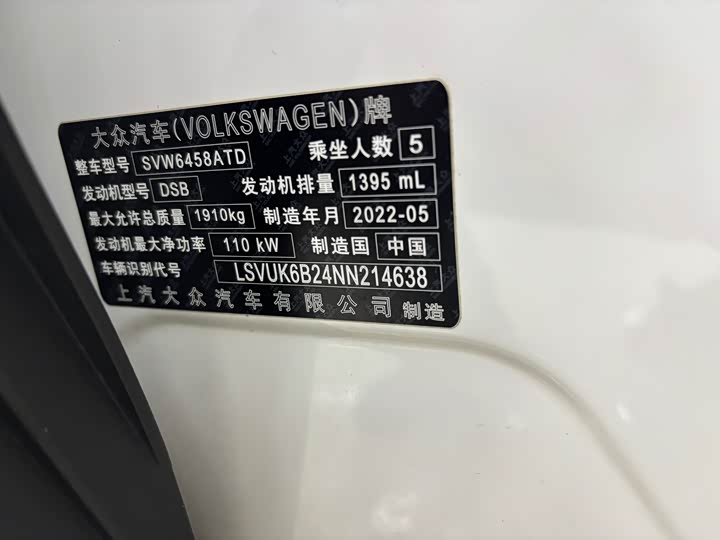 大众汽车(VOLKSWAGEN)牌
整车型号 SVW6458ATD 乘坐人数 5
发动机型号 DSB 发动机排量 1395 mL
最大允许总质量 1910kg 制造年月 2022-05
发动机最大净功率 110 kW 制造国 中国
车辆识别代号 LSVUK6B24NN214638
上汽大众汽车有限公司 制造